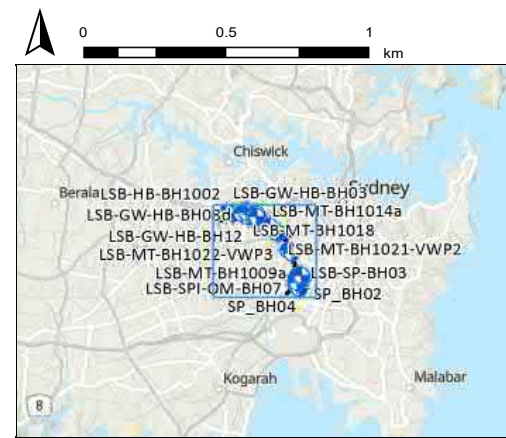 0 0.5 1
km
Chiswick
Berala LSB-HB-BH1002 LSB-GW-HB-BH03 Sydney
LSB-GW-HB-BH08d LSB-MT-BH1014a
LSB-GW-HB-BH12 LSB-MT-BH1018
LSB-MT-BH1022-VWP3 LSB-MT-BH1021-VWP2
LSB-MT-BH1009a LSB-SP-BH03
LSB-SPI-OM-BH07 SP_BH02
SP_BH04
Kogarah Malabar
8